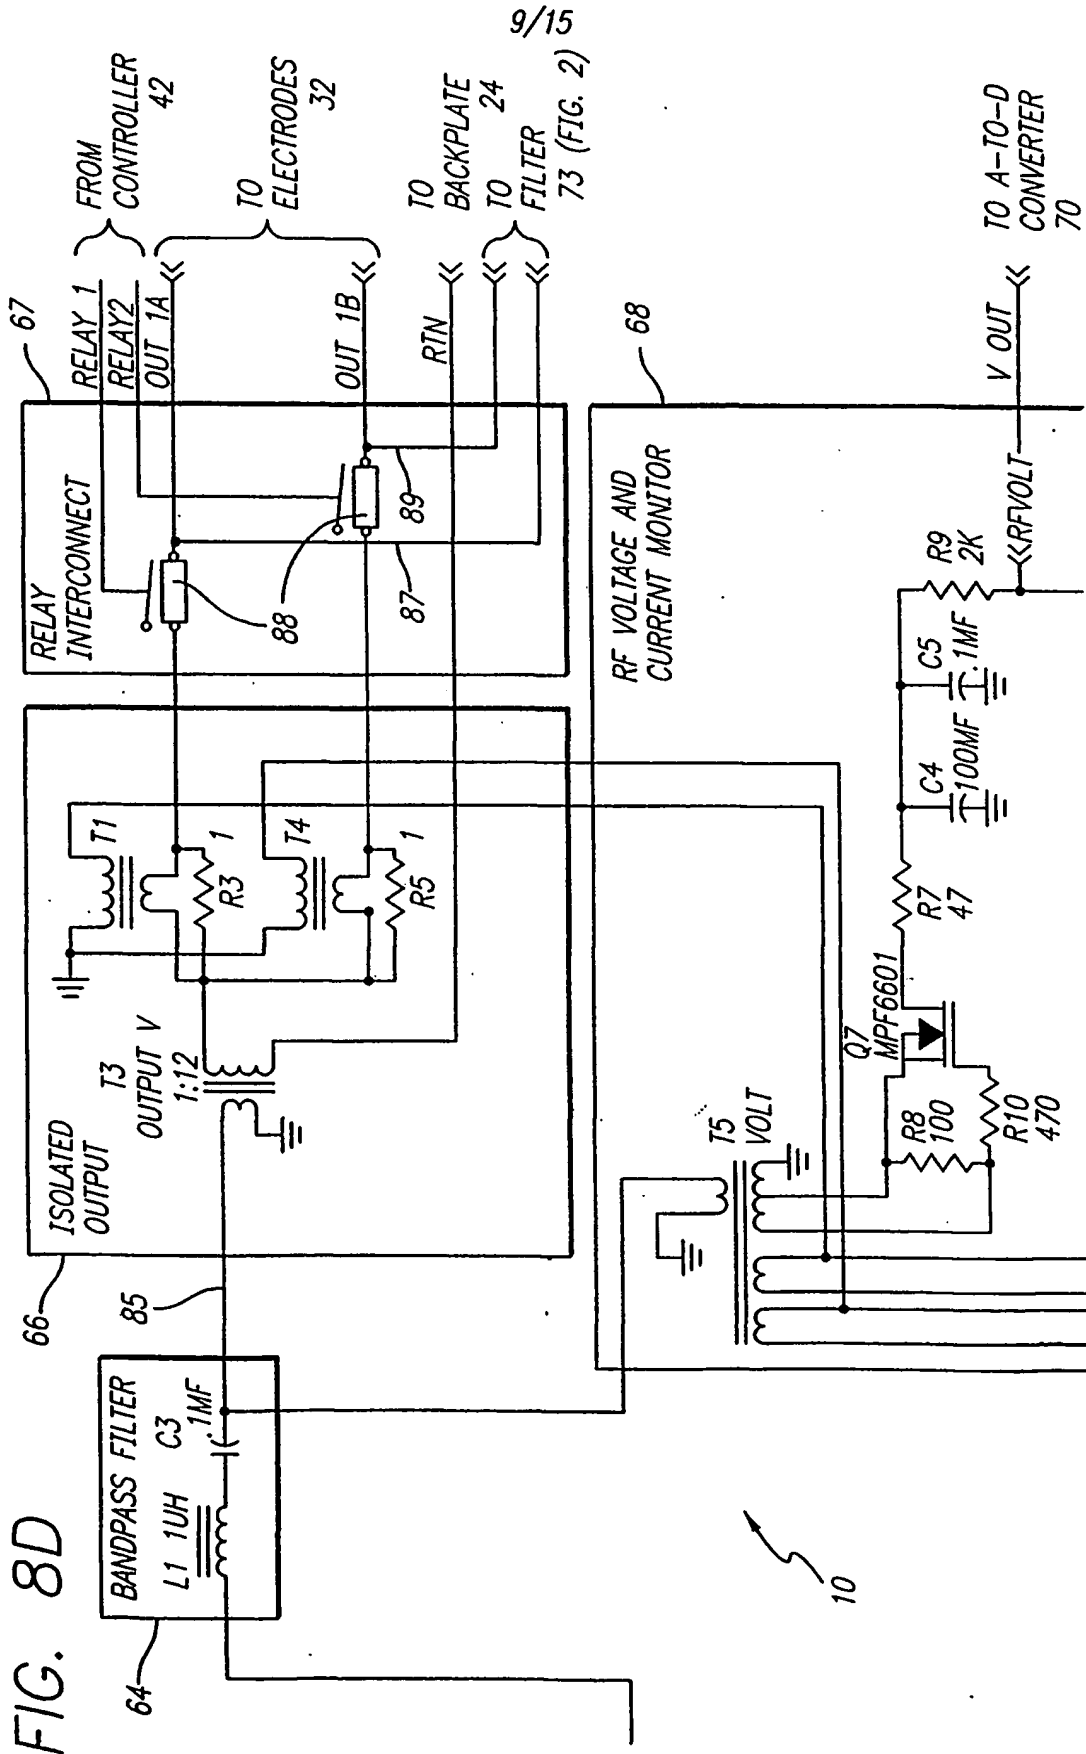 9/15
FIG. 8D
64
BANDPASS FILTER
L1 1UH
C3
.1MF
85
66
ISOLATED
OUTPUT
T3
OUTPUT V
1:12
T1
R3
1
T4
R5
1
67
RELAY
INTERCONNECT
88
87
89
RELAY 1
RELAY2
OUT 1A
OUT 1B
RTN
FROM
CONTROLLER
42
TO
ELECTRODES
32
TO
BACKPLATE
24
TO
FILTER
73 (FIG. 2)
10
68
RF VOLTAGE AND
CURRENT MONITOR
T5
VOLT
R8
100
R10
470
Q7
MPF6601
R7
47
C4
100MF
C5
.1MF
R9
2K
RFVOLT
V OUT
TO A-TO-D
CONVERTER
70